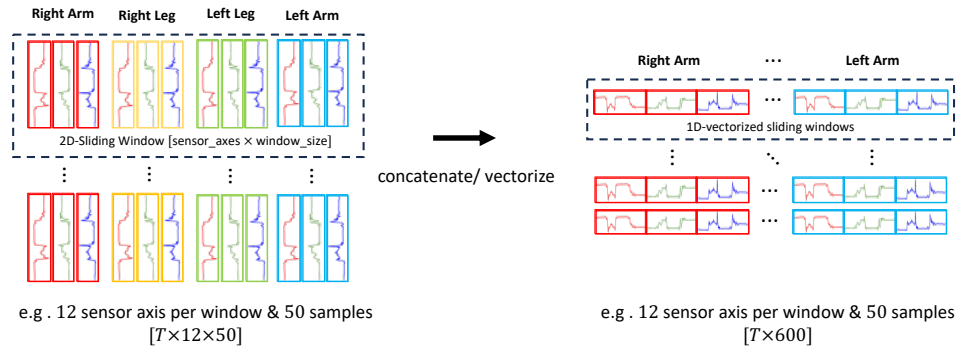 Right Arm Right Leg Left Leg Left Arm
2D-Sliding Window [sensor_axes × window_size]
⋮ ⋮ ⋮ ⋮
e.g . 12 sensor axis per window & 50 samples
[T×12×50]
concatenate/ vectorize
Right Arm ⋯ Left Arm
⋯
1D-vectorized sliding windows
⋮ ⋱ ⋮
⋯
⋯
e.g . 12 sensor axis per window & 50 samples
[T×600]